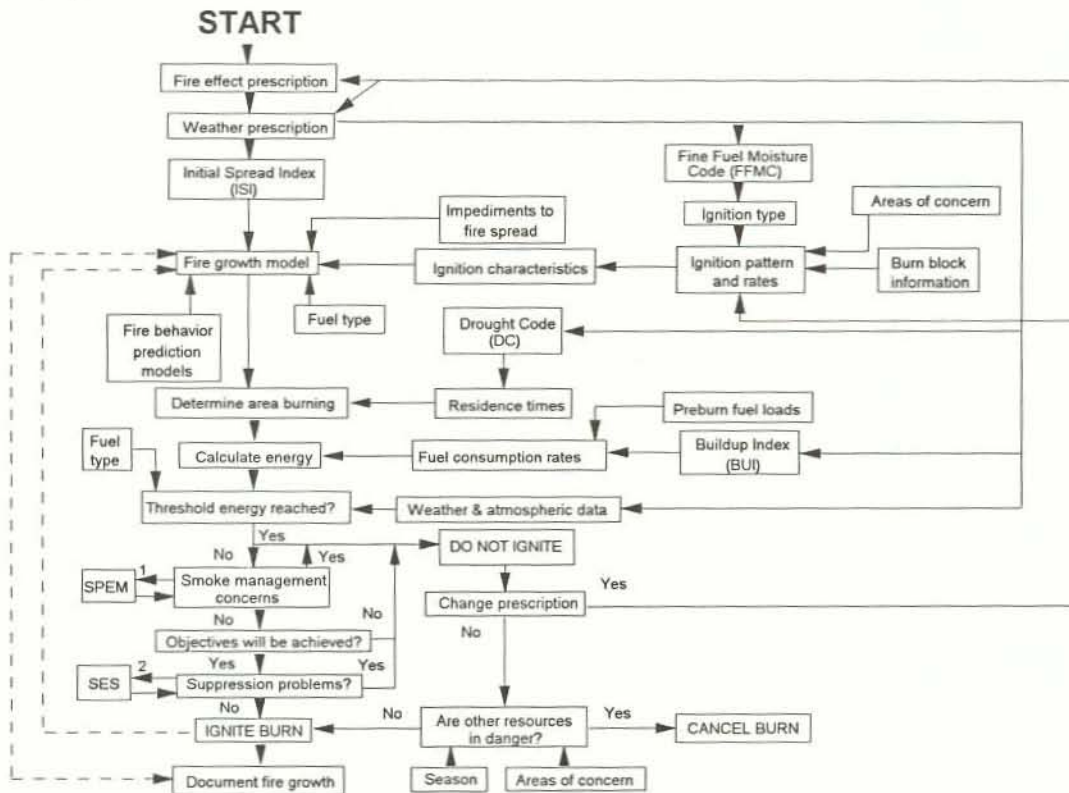 START
Fire effect prescription
Weather prescription
Initial Spread Index
(ISI)
Fine Fuel Moisture
Code (FFMC)
Ignition type
Areas of concern
Impediments to
fire spread
Fire growth model
Ignition characteristics
Ignition pattern
and rates
Burn block
information
Fire behavior
prediction
models
Fuel type
Drought Code
(DC)
Determine area burning
Residence times
Preburn fuel loads
Fuel
type
Calculate energy
Fuel consumption rates
Buildup Index
(BUI)
Threshold energy reached?
Weather & atmospheric data
Yes
No
Yes
DO NOT IGNITE
SPEM
1
Smoke management
concerns
Change prescription
Yes
No
No
No
Objectives will be achieved?
Yes
Yes
SES
2
Suppression problems?
No
No
IGNITE BURN
Are other resources
in danger?
Yes
CANCEL BURN
Document fire growth
Season
Areas of concern